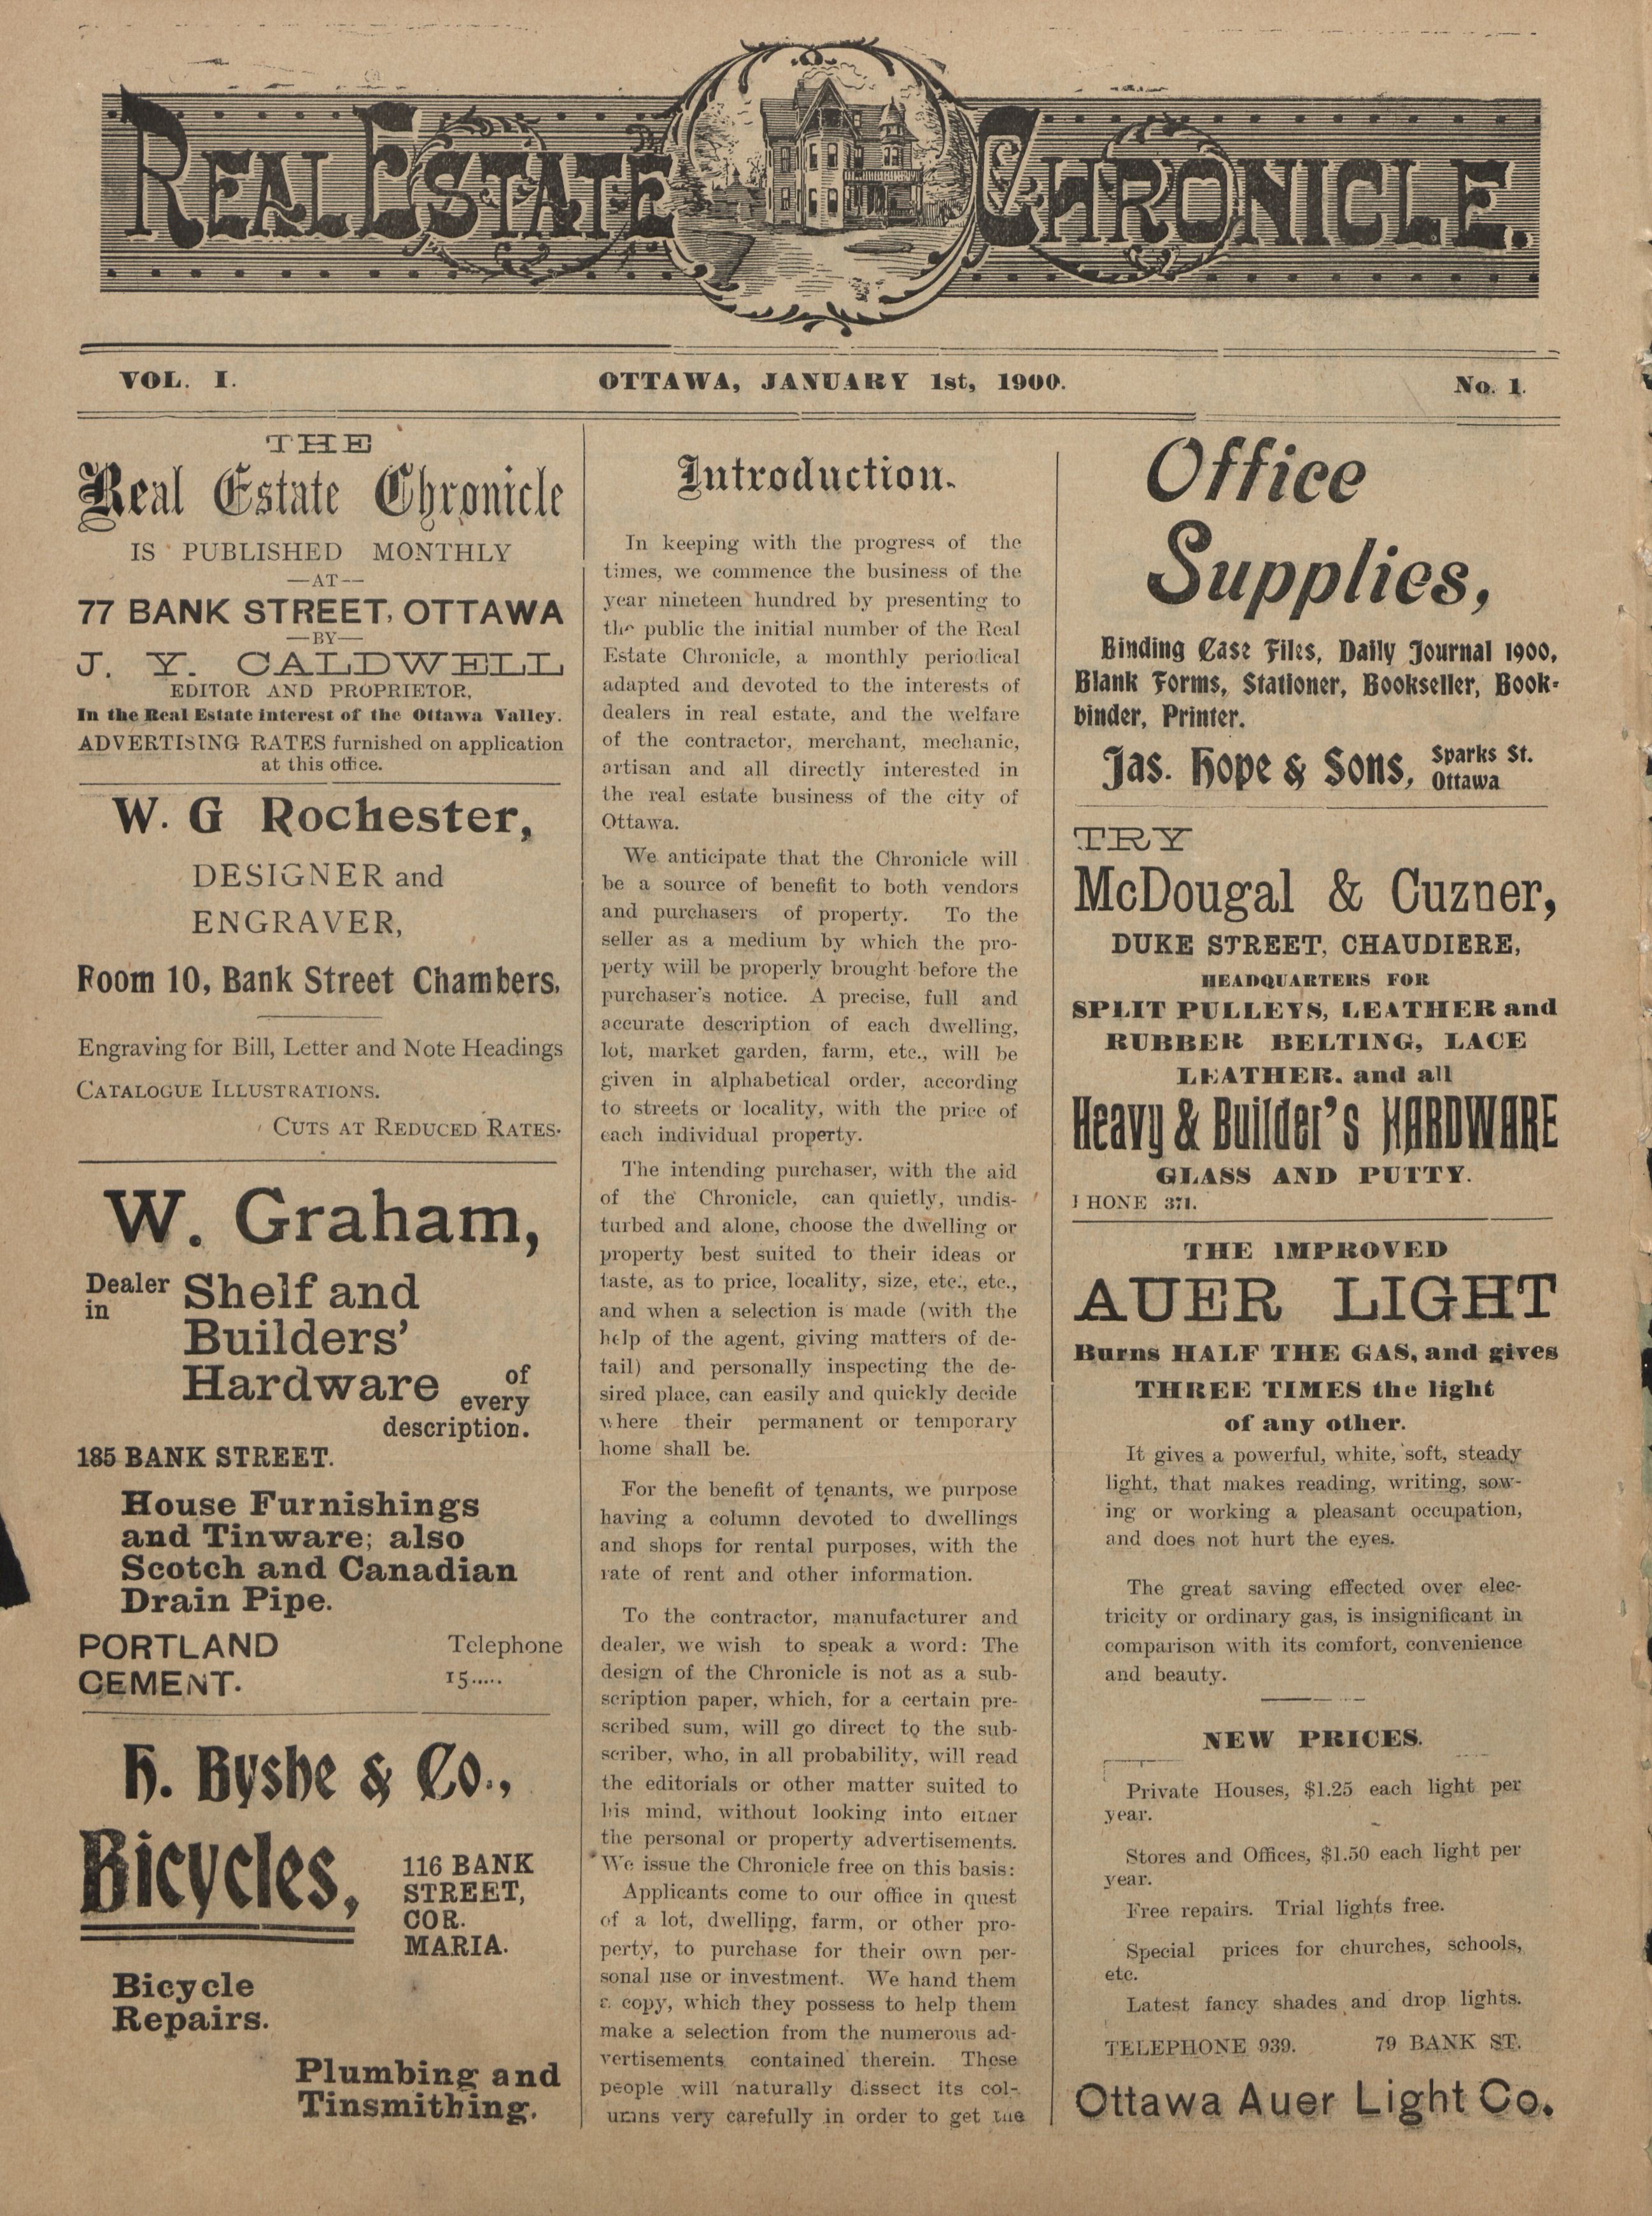 REAL ESTATE CHRONICLE.
VOL. I.
OTTAWA, JANUARY 1st, 1900.
No. 1.
THE
Real Estate Chronicle
IS PUBLISHED MONTHLY
—AT—
77 BANK STREET, OTTAWA
—BY—
J. Y. CALDWELL
EDITOR AND PROPRIETOR,
In the Real Estate interest of the Ottawa Valley.
ADVERTISING RATES furnished on application
at this office.
W. G Rochester,
DESIGNER and
ENGRAVER,
Room 10, Bank Street Chambers.
Engraving for Bill, Letter and Note Headings
CATALOGUE ILLUSTRATIONS.
CUTS AT REDUCED RATES.
W. Graham,
Dealer in Shelf and
Builders'
Hardware of
every
description.
185 BANK STREET.
House Furnishings
and Tinware; also
Scotch and Canadian
Drain Pipe.
PORTLAND Telephone
CEMENT. 15.....
H. Byshe & Co.,
Bicycles,
116 BANK
STREET,
COR.
MARIA.
Bicycle
Repairs.
Plumbing and
Tinsmithing.
Introduction.
In keeping with the progress of the
times, we commence the business of the
year nineteen hundred by presenting to
the public the initial number of the Real
Estate Chronicle, a monthly periodical
adapted and devoted to the interests of
dealers in real estate, and the welfare
of the contractor, merchant, mechanic,
artisan and all directly interested in
the real estate business of the city of
Ottawa.
We anticipate that the Chronicle will
be a source of benefit to both vendors
and purchasers of property. To the
seller as a medium by which the pro-
perty will be properly brought before the
purchaser's notice. A precise, full and
accurate description of each dwelling,
lot, market garden, farm, etc., will be
given in alphabetical order, according
to streets or locality, with the price of
each individual property.
The intending purchaser, with the aid
of the Chronicle, can quietly, undis-
turbed and alone, choose the dwelling or
property best suited to their ideas or
taste, as to price, locality, size, etc., etc.,
and when a selection is made (with the
help of the agent, giving matters of de-
tail) and personally inspecting the de-
sired place, can easily and quickly decide
where their permanent or temporary
home shall be.
For the benefit of tenants, we purpose
having a column devoted to dwellings
and shops for rental purposes, with the
rate of rent and other information.
To the contractor, manufacturer and
dealer, we wish to speak a word: The
design of the Chronicle is not as a sub-
scription paper, which, for a certain pre-
scribed sum, will go direct to the sub-
scriber, who, in all probability, will read
the editorials or other matter suited to
his mind, without looking into either
the personal or property advertisements.
We issue the Chronicle free on this basis:
Applicants come to our office in quest
of a lot, dwelling, farm, or other pro-
perty, to purchase for their own per-
sonal use or investment. We hand them
a copy, which they possess to help them
make a selection from the numerous ad-
vertisements contained therein. These
people will naturally dissect its col-
umns very carefully in order to get the
Office
Supplies,
Binding Case Files, Daily Journal 1900,
Blank Forms, Stationer, Bookseller, Book-
binder, Printer.
Jas. Hope & Sons, Sparks St.
Ottawa
TRY
McDougal & Cuzner,
DUKE STREET, CHAUDIERE,
HEADQUARTERS FOR
SPLIT PULLEYS, LEATHER and
RUBBER BELTING, LACE
LEATHER. and all
Heavy & Builder's HARDWARE
GLASS AND PUTTY.
PHONE 371.
THE IMPROVED
AUER LIGHT
Burns HALF THE GAS, and gives
THREE TIMES the light
of any other.
It gives a powerful, white, soft, steady
light, that makes reading, writing, sow-
ing or working a pleasant occupation,
and does not hurt the eyes.
The great saving effected over elec-
tricity or ordinary gas, is insignificant in
comparison with its comfort, convenience
and beauty.
NEW PRICES.
Private Houses, $1.25 each light per
year.
Stores and Offices, $1.50 each light per
year.
Free repairs. Trial lights free.
Special prices for churches, schools,
etc.
Latest fancy shades and drop lights.
TELEPHONE 939. 79 BANK ST.
Ottawa Auer Light Co.